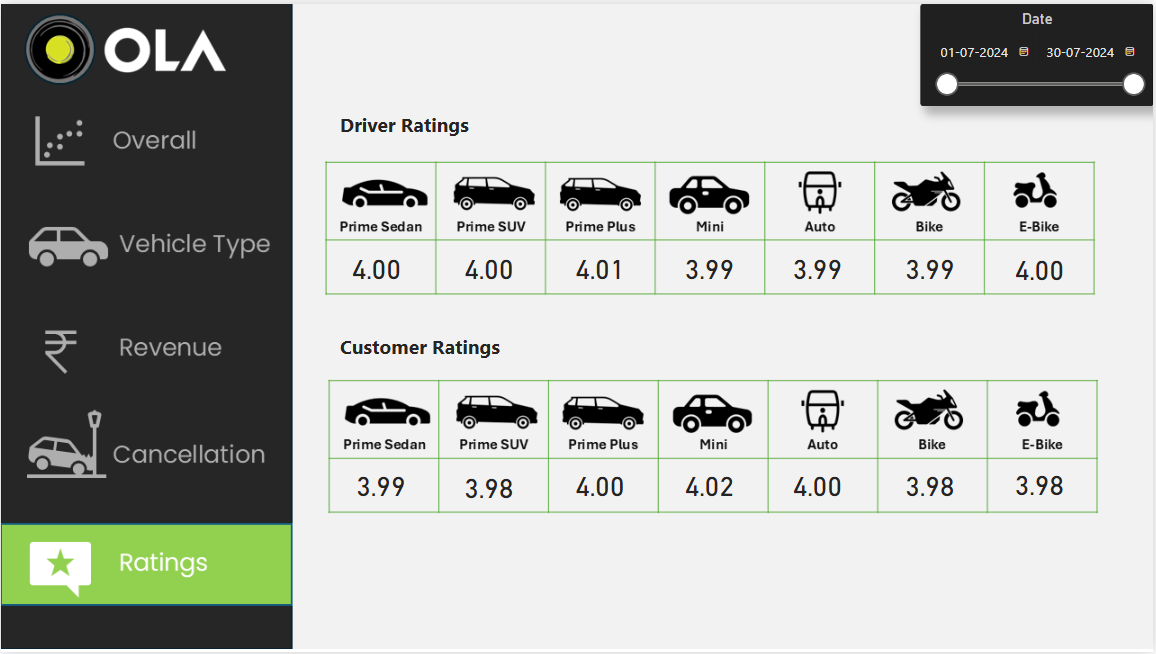 OLA
Date
01-07-2024 30-07-2024
Overall
Vehicle Type
₹ Revenue
Cancellation
Ratings
Driver Ratings
Prime Sedan Prime SUV Prime Plus Mini Auto Bike E-Bike
4.00 4.00 4.01 3.99 3.99 3.99 4.00
Customer Ratings
Prime Sedan Prime SUV Prime Plus Mini Auto Bike E-Bike
3.99 3.98 4.00 4.02 4.00 3.98 3.98